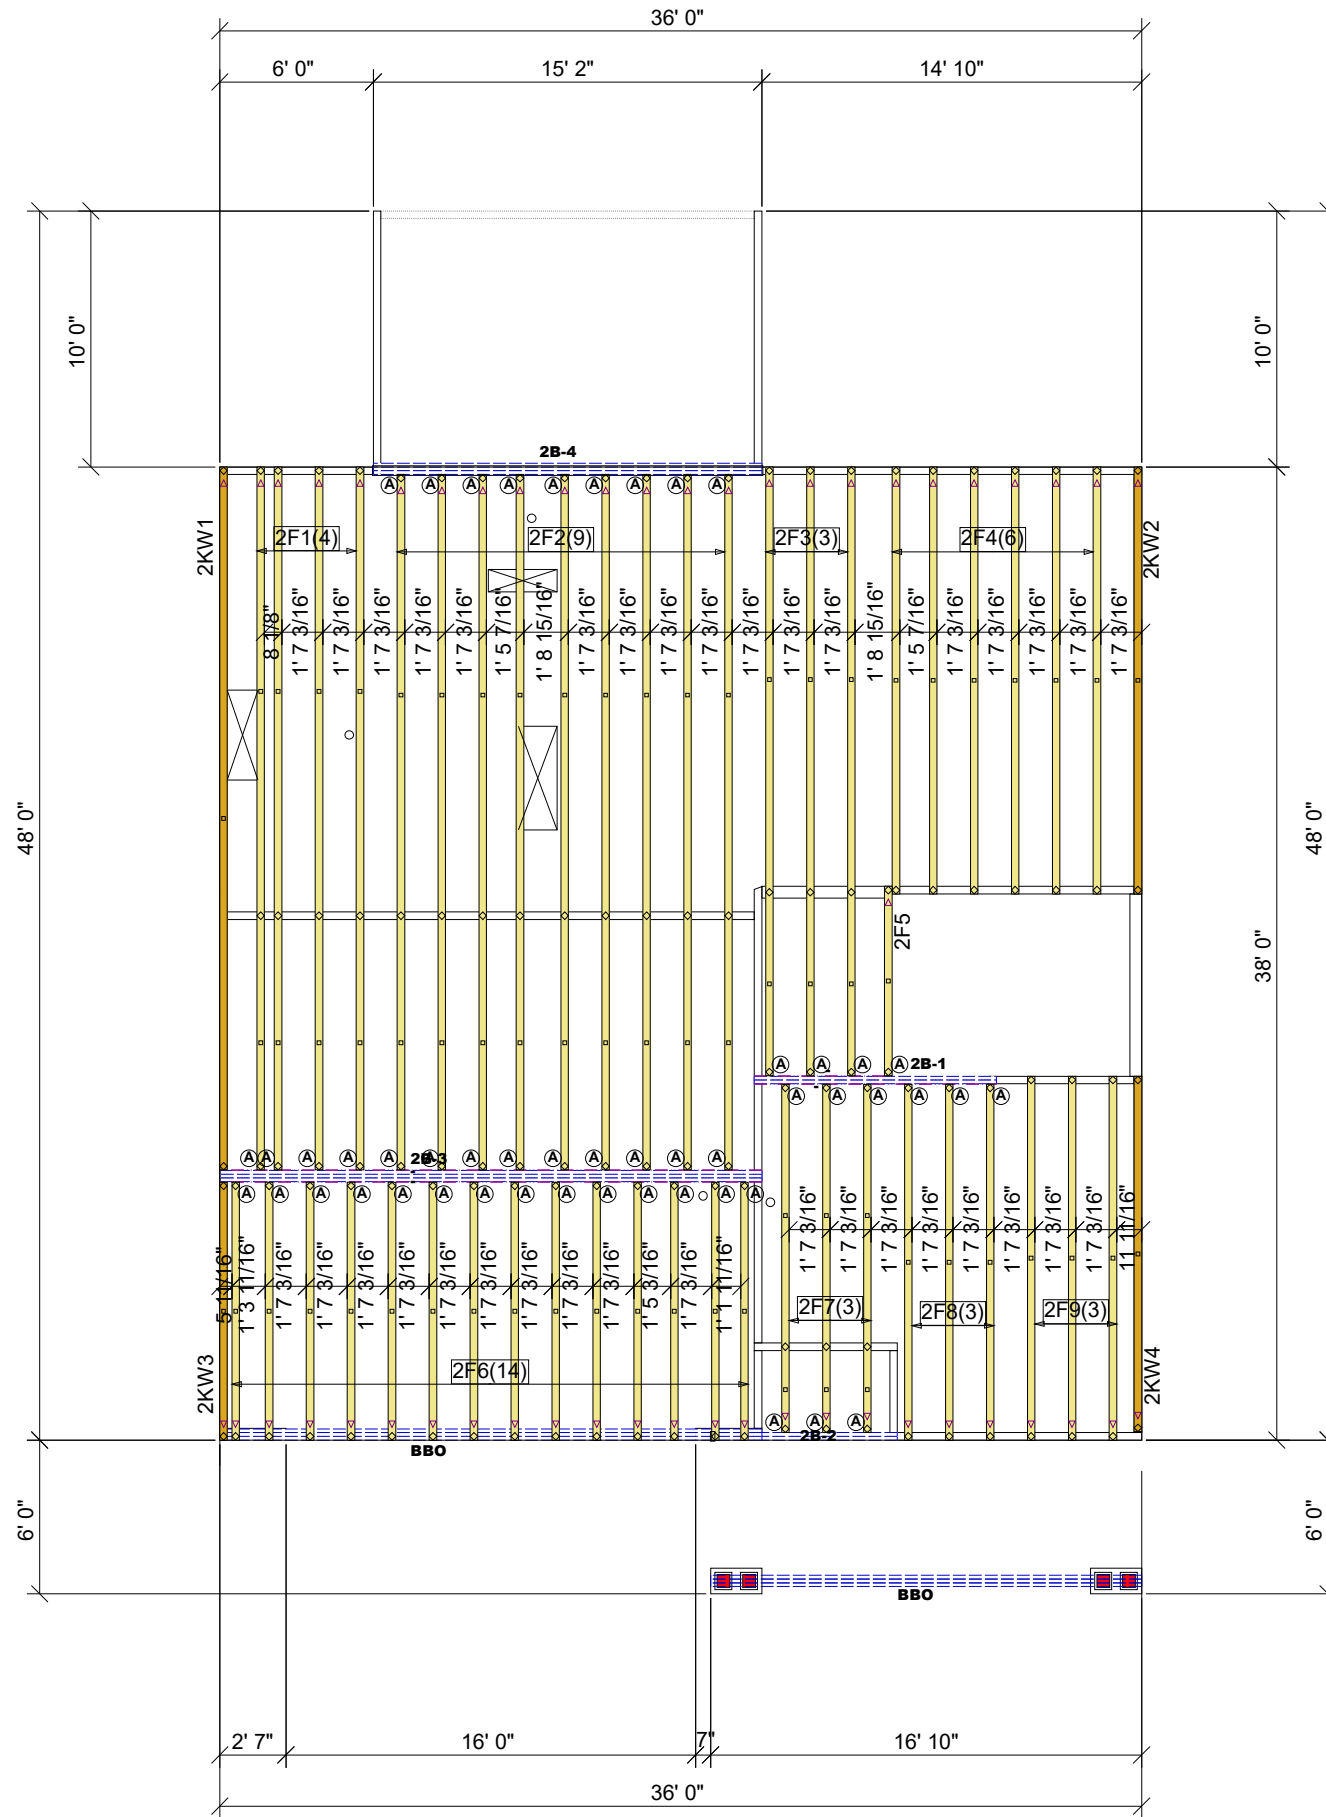 36' 0"
6' 0"
15' 2"
14' 10"
10' 0"
10' 0"
2B-4
A A A A A A A A A
2KW1
2F1(4)
2F2(9)
2F3(3)
2F4(6)
2KW2
8 1/8"
1' 7 3/16"
1' 7 3/16"
1' 7 3/16"
1' 7 3/16"
1' 7 3/16"
1' 5 7/16"
1' 8 15/16"
1' 7 3/16"
1' 7 3/16"
1' 7 3/16"
1' 7 3/16"
1' 7 3/16"
1' 7 3/16"
1' 8 15/16"
1' 5 7/16"
1' 7 3/16"
1' 7 3/16"
1' 7 3/16"
1' 7 3/16"
48' 0"
48' 0"
38' 0"
2F5
A A A A
2B-1
A A A A A A
A A A A A A A A A A A A A
2B-3
A A A A A A A A A A A A A A
5 11/16"
1' 3 11/16"
1' 7 3/16"
1' 7 3/16"
1' 7 3/16"
1' 7 3/16"
1' 7 3/16"
1' 7 3/16"
1' 7 3/16"
1' 7 3/16"
1' 5 3/16"
1' 7 3/16"
1' 1 11/16"
1' 7 3/16"
1' 7 3/16"
1' 7 3/16"
1' 7 3/16"
1' 7 3/16"
1' 7 3/16"
1' 7 3/16"
1' 7 3/16"
11 11/16"
2F7(3)
2F8(3)
2F9(3)
2KW3
2F6(14)
2KW4
A A A
2B-2
BBO
6' 0"
6' 0"
BBO
2' 7"
16' 0"
7"
16' 10"
36' 0"